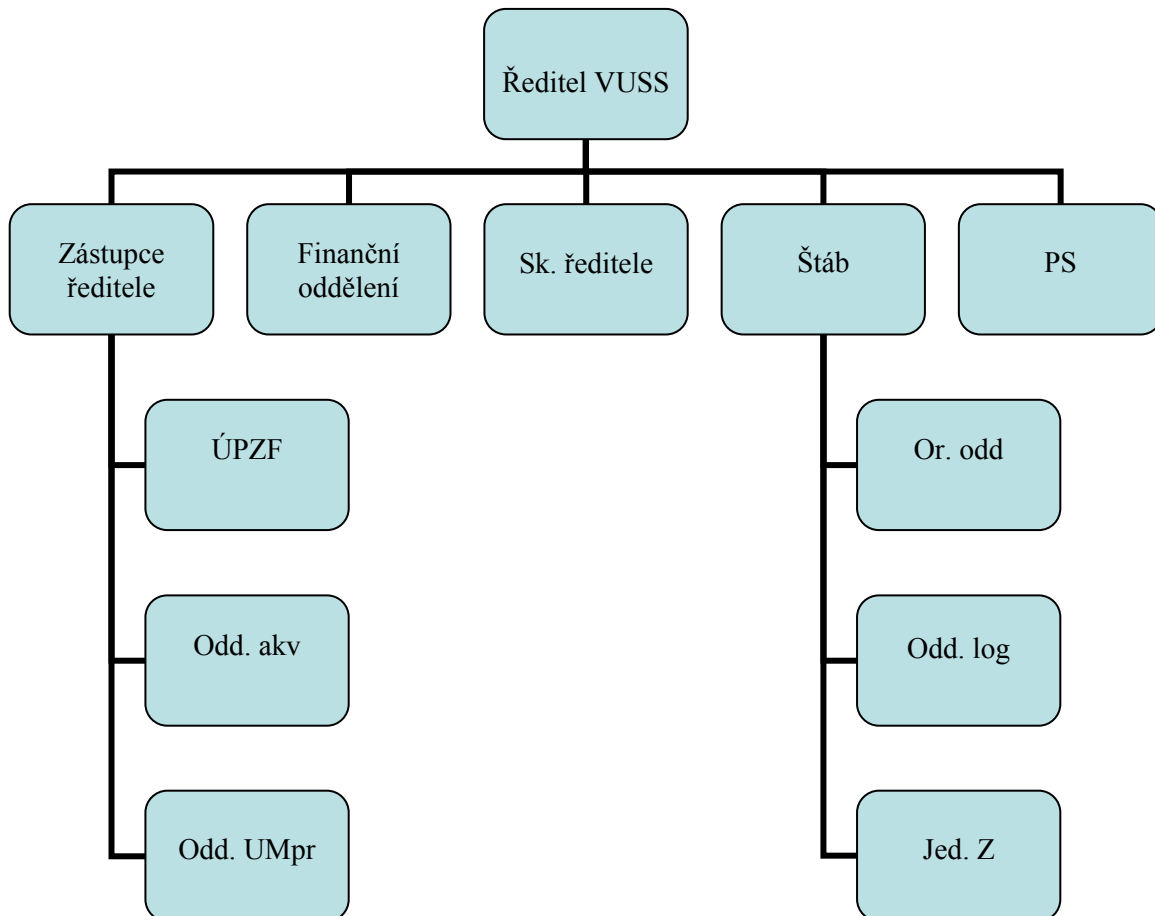 Ředitel VUSS
Zástupce
ředitele
Finanční
oddělení
Sk. ředitele
Štáb
PS
ÚPZF
Or. odd
Odd. akv
Odd. log
Odd. UMpr
Jed. Z